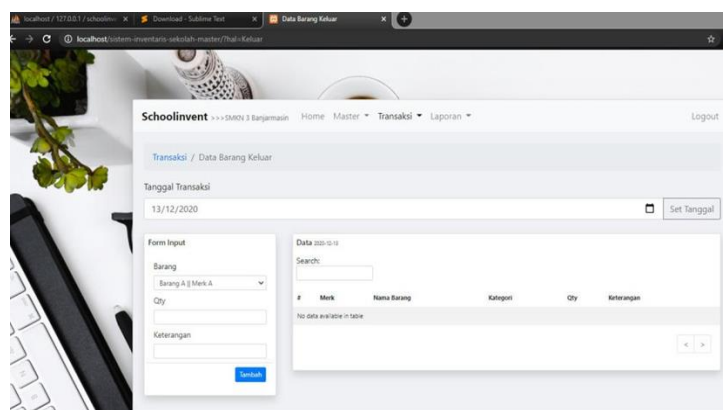 localhost / 127.0.0.1 / schoolinv
Download - Sublime Text
Data Barang Keluar
localhost/sistem-inventaris-sekolah-master/?hal=Keluar
Schoolinvent >>>SMKN 3 Banjarmasin Home Master Transaksi Laporan Logout
Transaksi / Data Barang Keluar
Tanggal Transaksi
13/12/2020 Set Tanggal
Form Input
Barang
Barang A || Merk A
Qty
Keterangan
Tambah
Data 2020-12-13
Search:
# Merk Nama Barang Kategori Qty Keterangan
No data available in table
< >